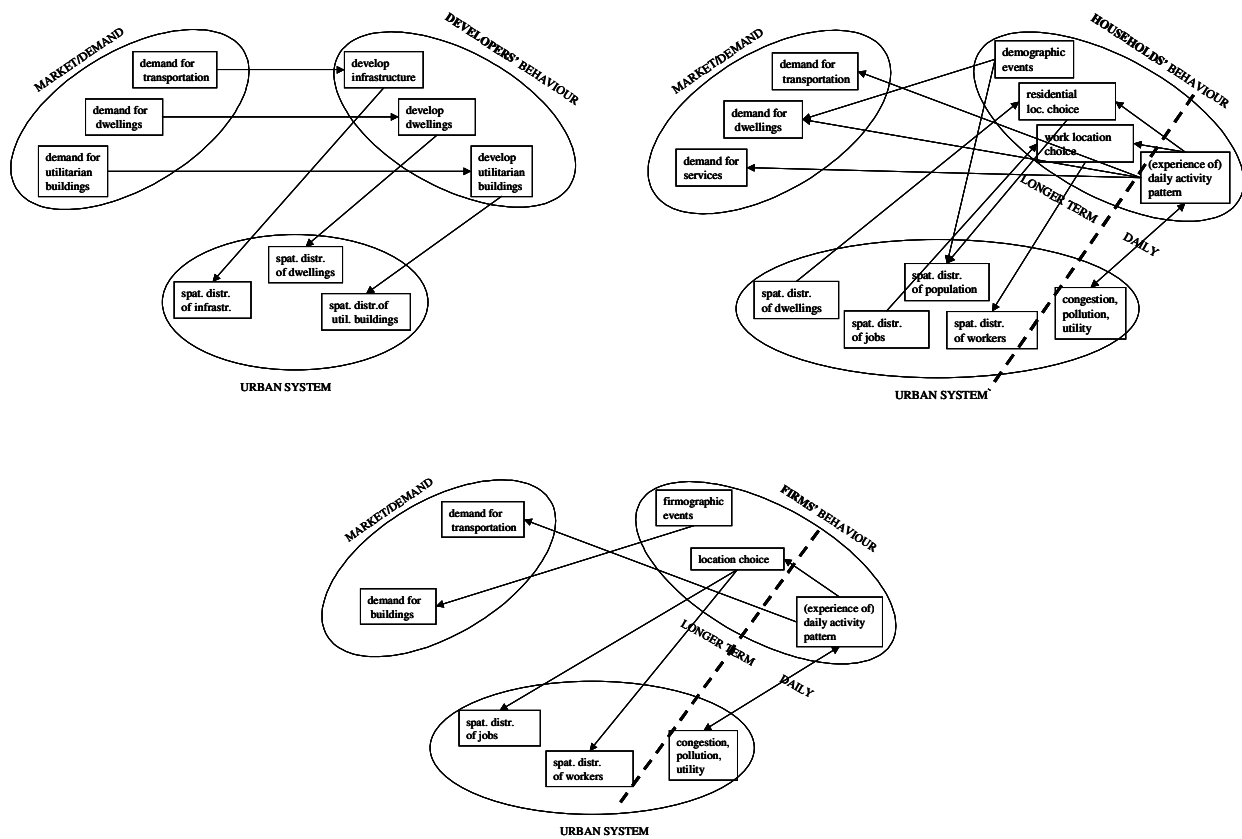 MARKET/DEMAND
demand for
transportation
demand for
dwellings
demand for
utilitarian
buildings
DEVELOPERS' BEHAVIOUR
develop
infrastructure
develop
dwellings
develop
utilitarian
buildings
spat. distr.
of dwellings
spat. distr.
of infrastr.
spat. distr.of
util. buildings
URBAN SYSTEM
MARKET/DEMAND
demand for
transportation
demand for
dwellings
demand for
services
HOUSEHOLDS' BEHAVIOUR
demographic
events
residential
loc. choice
work location
choice
(experience of)
daily activity
pattern
LONGER TERM
DAILY
spat. distr.
of population
spat. distr.
of dwellings
spat. distr.
of jobs
spat. distr.
of workers
congestion,
pollution,
utility
URBAN SYSTEM
MARKET/DEMAND
demand for
transportation
demand for
buildings
FIRMS' BEHAVIOUR
firmographic
events
location choice
(experience of)
daily activity
pattern
LONGER TERM
DAILY
spat. distr.
of jobs
spat. distr.
of workers
congestion,
pollution,
utility
URBAN SYSTEM